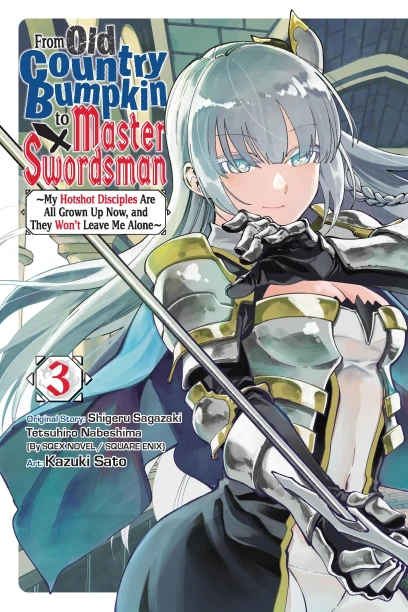 From Old
Country
Bumpkin
to
Master
Swordsman
~My Hotshot Disciples Are
All Grown Up Now, and
They Won't Leave Me Alone~
3
Original Story: Shigeru Sagazaki
Tetsuhiro Nabeshima
(By SQEX NOVEL / SQUARE ENIX)
Art: Kazuki Sato